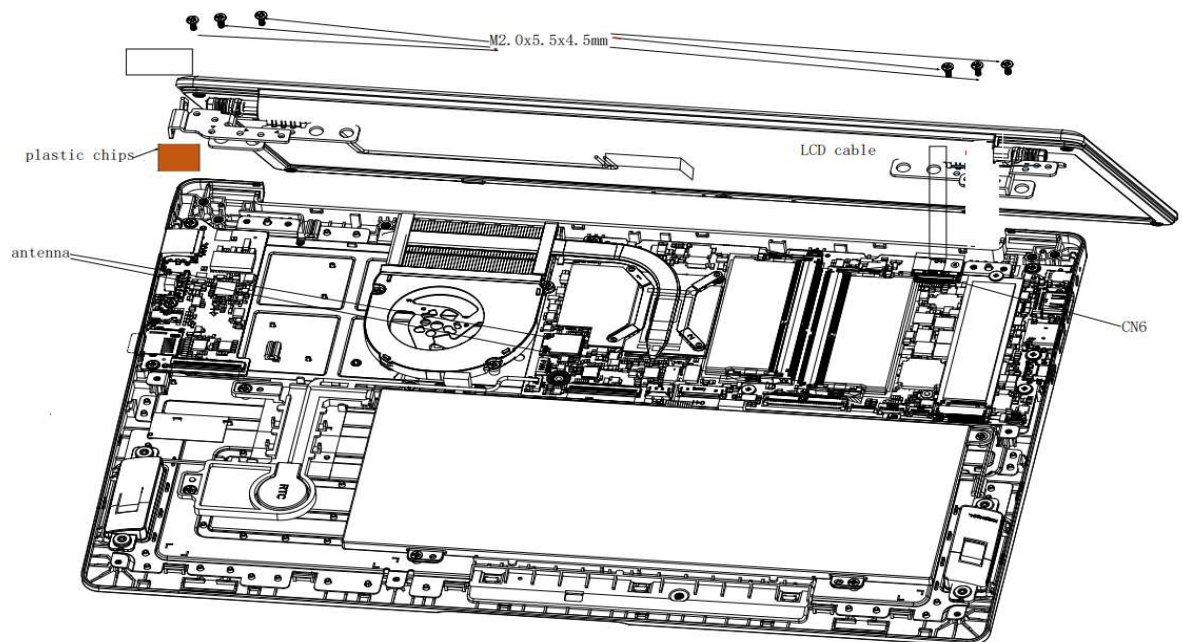 M2.0x5.5x4.5mm
plastic chips
LCD cable
antenna
CN6
RTC